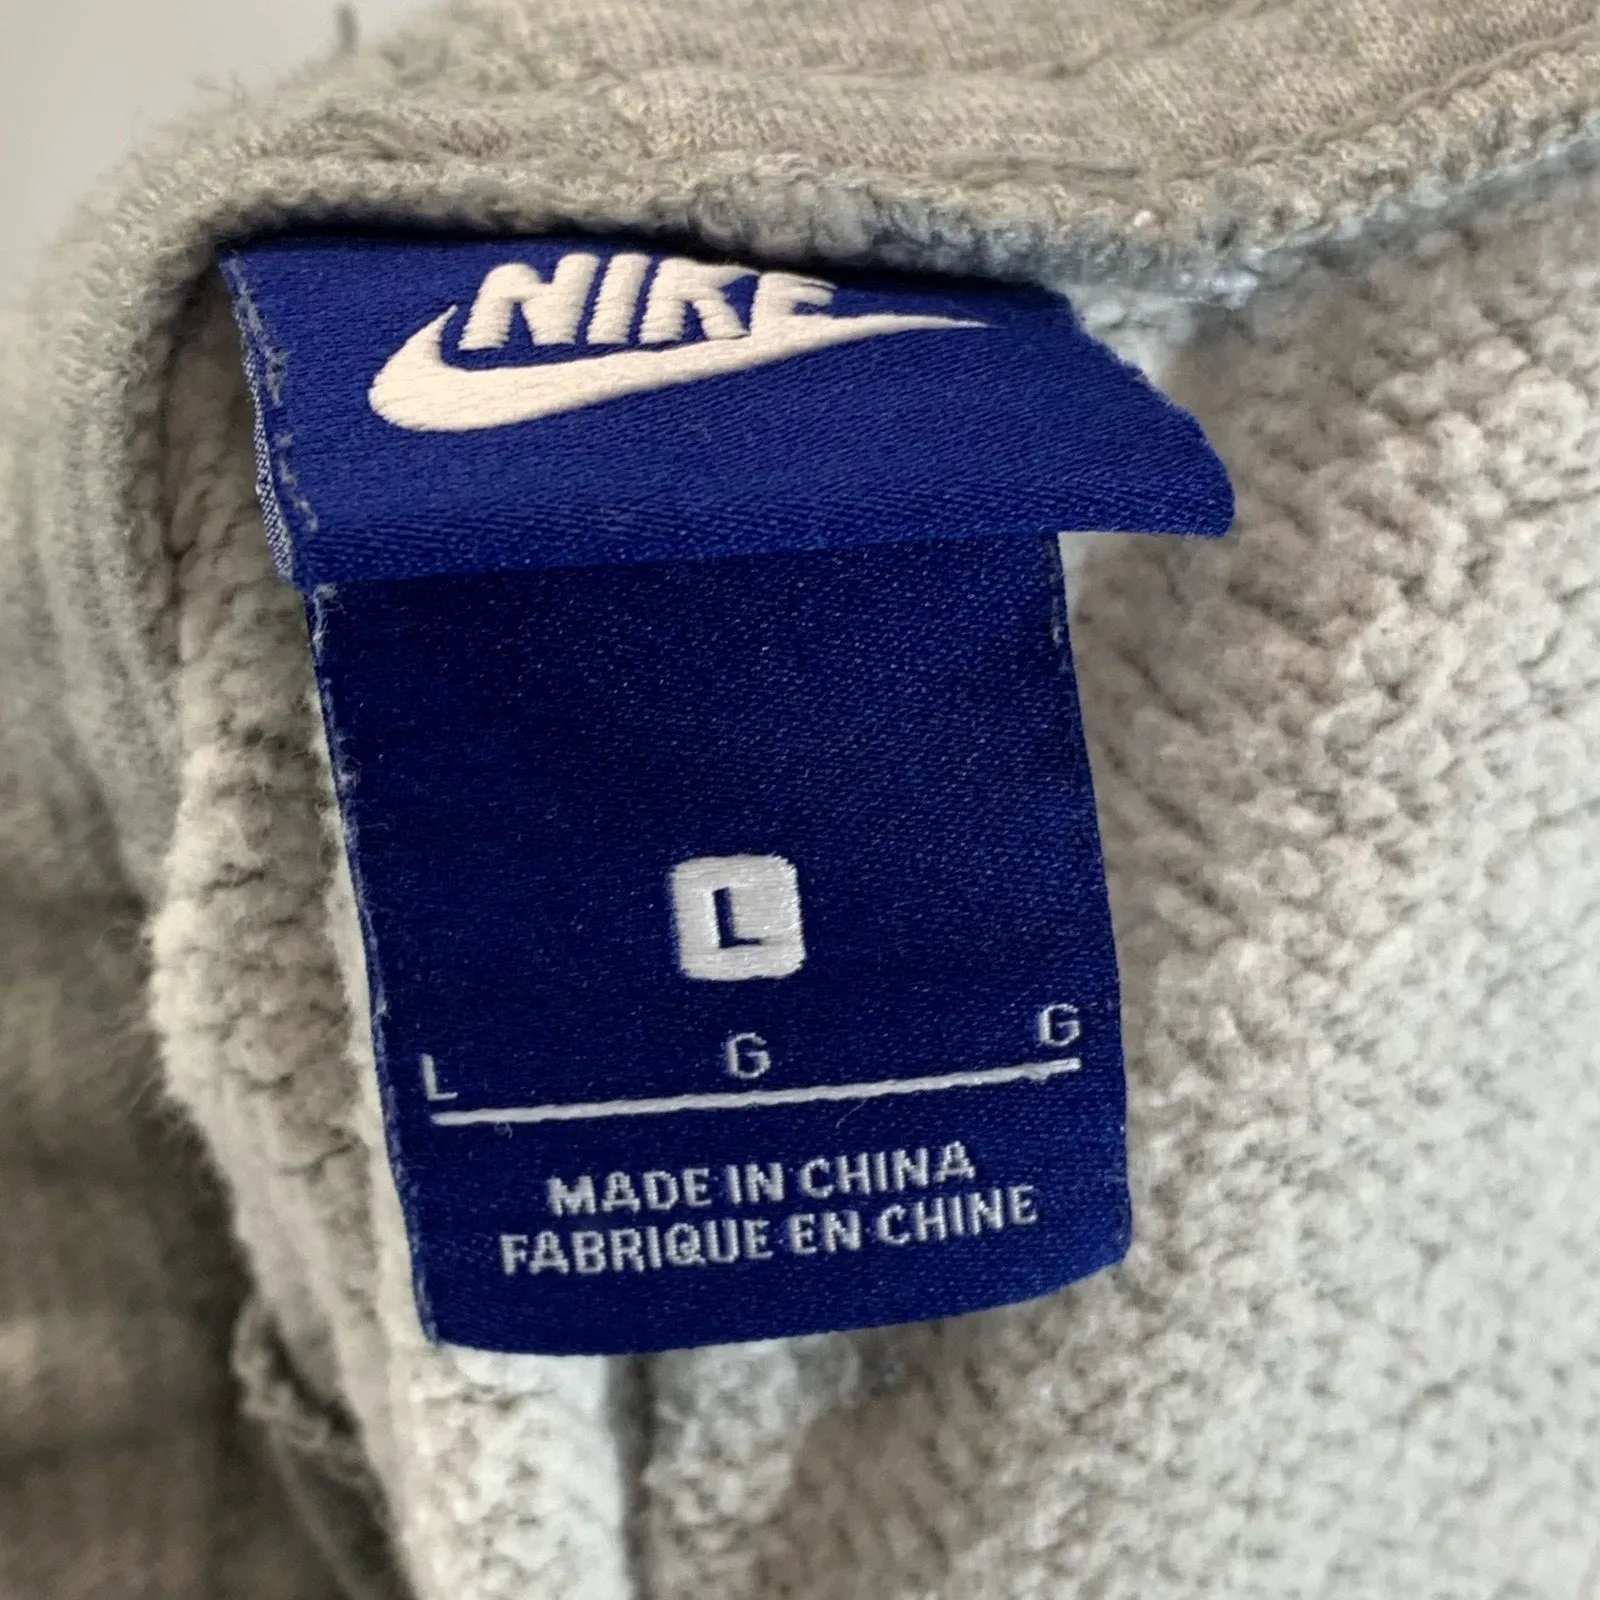 NIKE
L
L G G
MADE IN CHINA
FABRIQUE EN CHINE